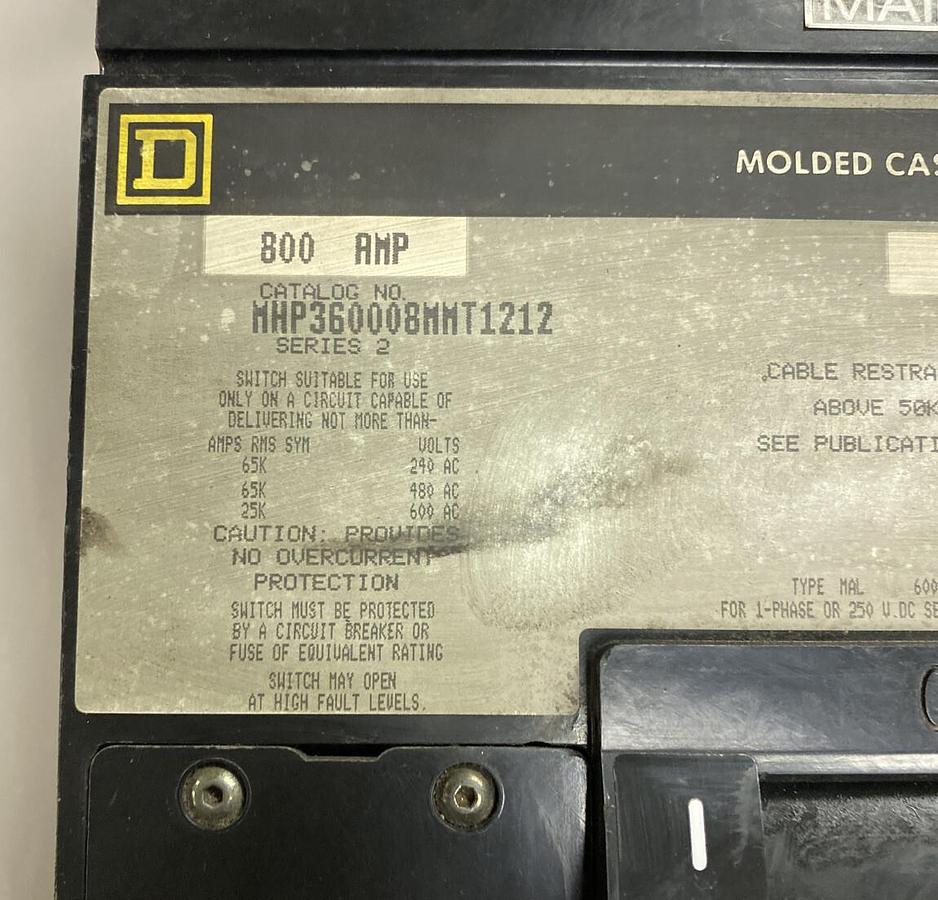 MAI
D
MOLDED CAS
800 AMP
CATALOG NO.
MHP360008MMT1212
SERIES 2
SWITCH SUITABLE FOR USE
ONLY ON A CIRCUIT CAPABLE OF
DELIVERING NOT MORE THAN-
AMPS RMS SYM VOLTS
65K 240 AC
65K 480 AC
25K 600 AC
CAUTION: PROVIDES
NO OVERCURRENT
PROTECTION
SWITCH MUST BE PROTECTED
BY A CIRCUIT BREAKER OR
FUSE OF EQUIVALENT RATING
SWITCH MAY OPEN
AT HIGH FAULT LEVELS.
CABLE RESTRA
ABOVE 50K
SEE PUBLICATI
TYPE MAL 600
FOR 1-PHASE OR 250 V.DC SE